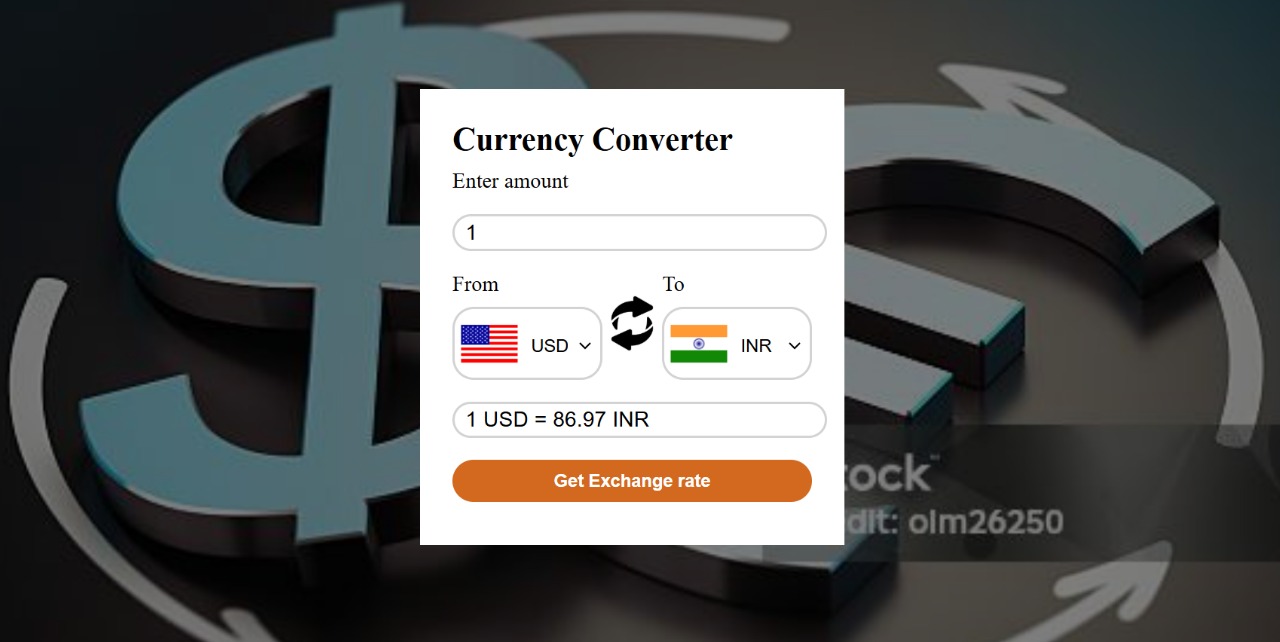 Currency Converter
Enter amount
1
From
To
USD
INR
1 USD = 86.97 INR
Get Exchange rate
tock
dit: olm26250